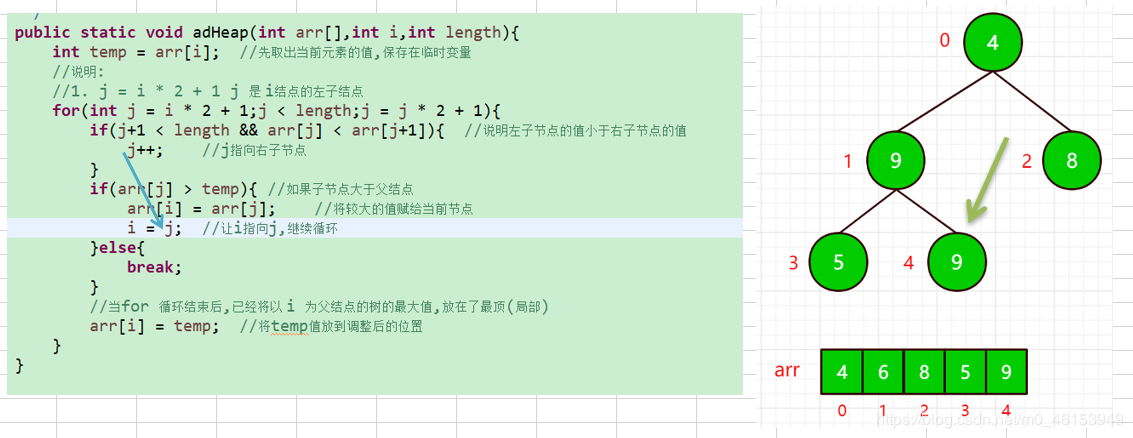 public static void adHeap(int arr[],int i,int length){
int temp = arr[i]; //先取出当前元素的值,保存在临时变量
//说明:
//1. j = i * 2 + 1 j 是i结点的左子结点
for(int j = i * 2 + 1;j < length;j = j * 2 + 1){
if(j+1 < length && arr[j] < arr[j+1]){ //说明左子节点的值小于右子节点的值
j++; //j指向右子节点
}
if(arr[j] > temp){ //如果子节点大于父结点
arr[i] = arr[j]; //将较大的值赋给当前节点
i = j; //让i指向j,继续循环
}else{
break;
}
//当for 循环结束后,已经将以 i 为父结点的树的最大值,放在了最顶(局部)
arr[i] = temp; //将temp值放到调整后的位置
}
}
0 4
1 9 2 8
3 5 4 9
arr 4 6 8 5 9
0 1 2 3 4
https://blog.csdn.net/m0_46153949